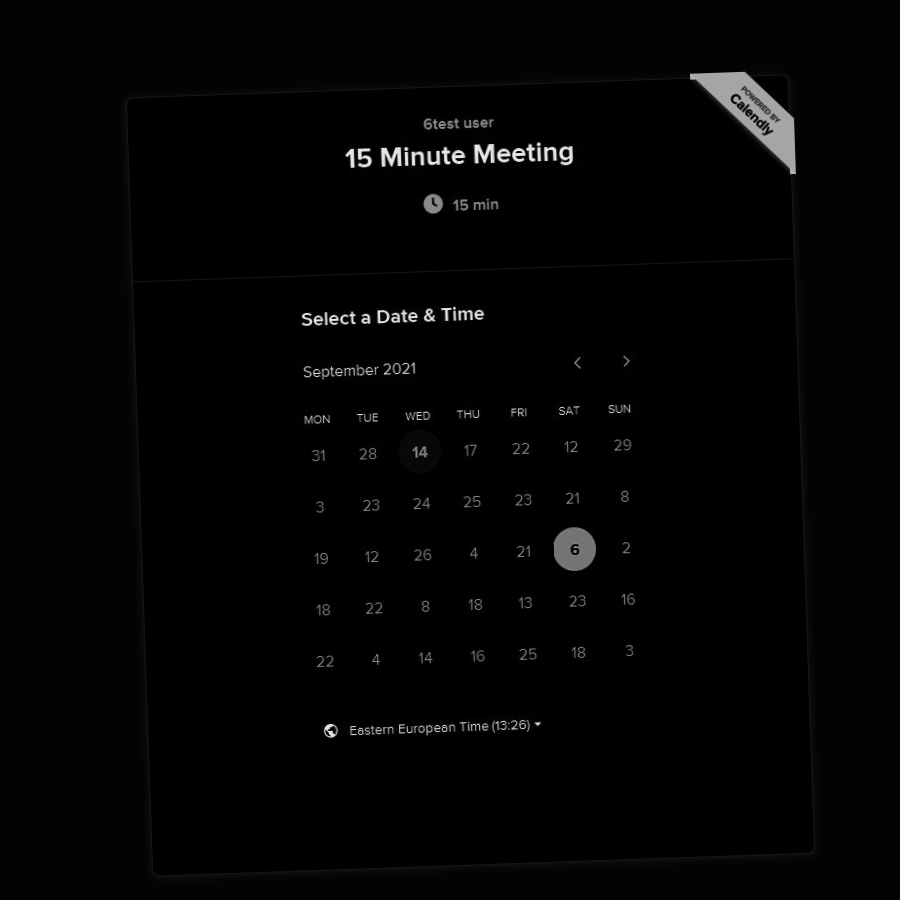 POWERED BY
Calendly
6test user
15 Minute Meeting
15 min
Select a Date & Time
September 2021
MON TUE WED THU FRI SAT SUN
31 28 14 17 22 12 29
3 23 24 25 23 21 8
19 12 26 4 21 6 2
18 22 8 18 13 23 16
22 4 14 16 25 18 3
Eastern European Time (13:26)